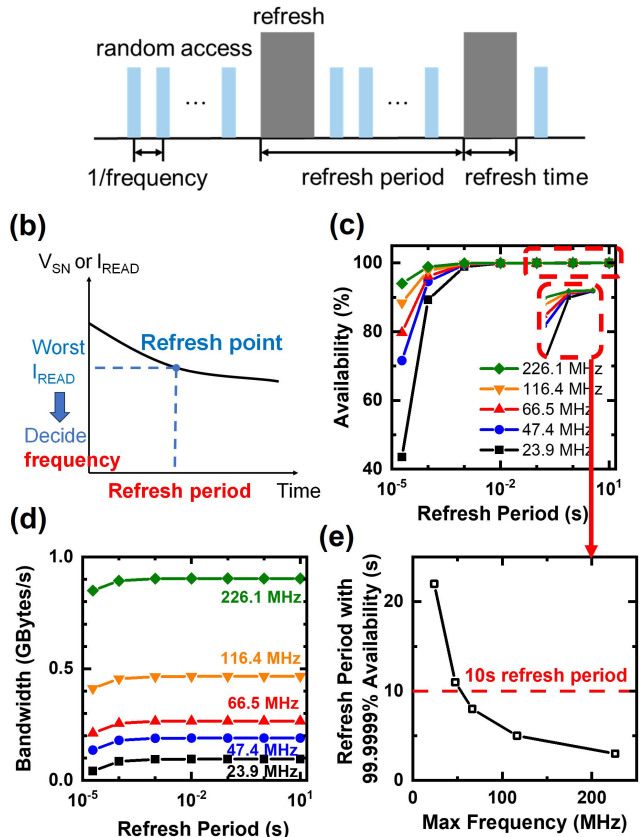 refresh
random access
...
...
1/frequency
refresh period
refresh time
(b)
V_SN or I_READ
Refresh point
Worst
I_READ
Decide
frequency
Refresh period
Time
(c)
Availability (%)
100
80
60
40
226.1 MHz
116.4 MHz
66.5 MHz
47.4 MHz
23.9 MHz
10^-5
10^-2
10^1
Refresh Period (s)
(d)
Bandwidth (GBytes/s)
1.0
0.5
0.0
226.1 MHz
116.4 MHz
66.5 MHz
47.4 MHz
23.9 MHz
10^-5
10^-2
10^1
Refresh Period (s)
(e)
Refresh Period with
99.9999% Availability (s)
20
10
0
10s refresh period
0
50
100
150
200
250
Max Frequency (MHz)